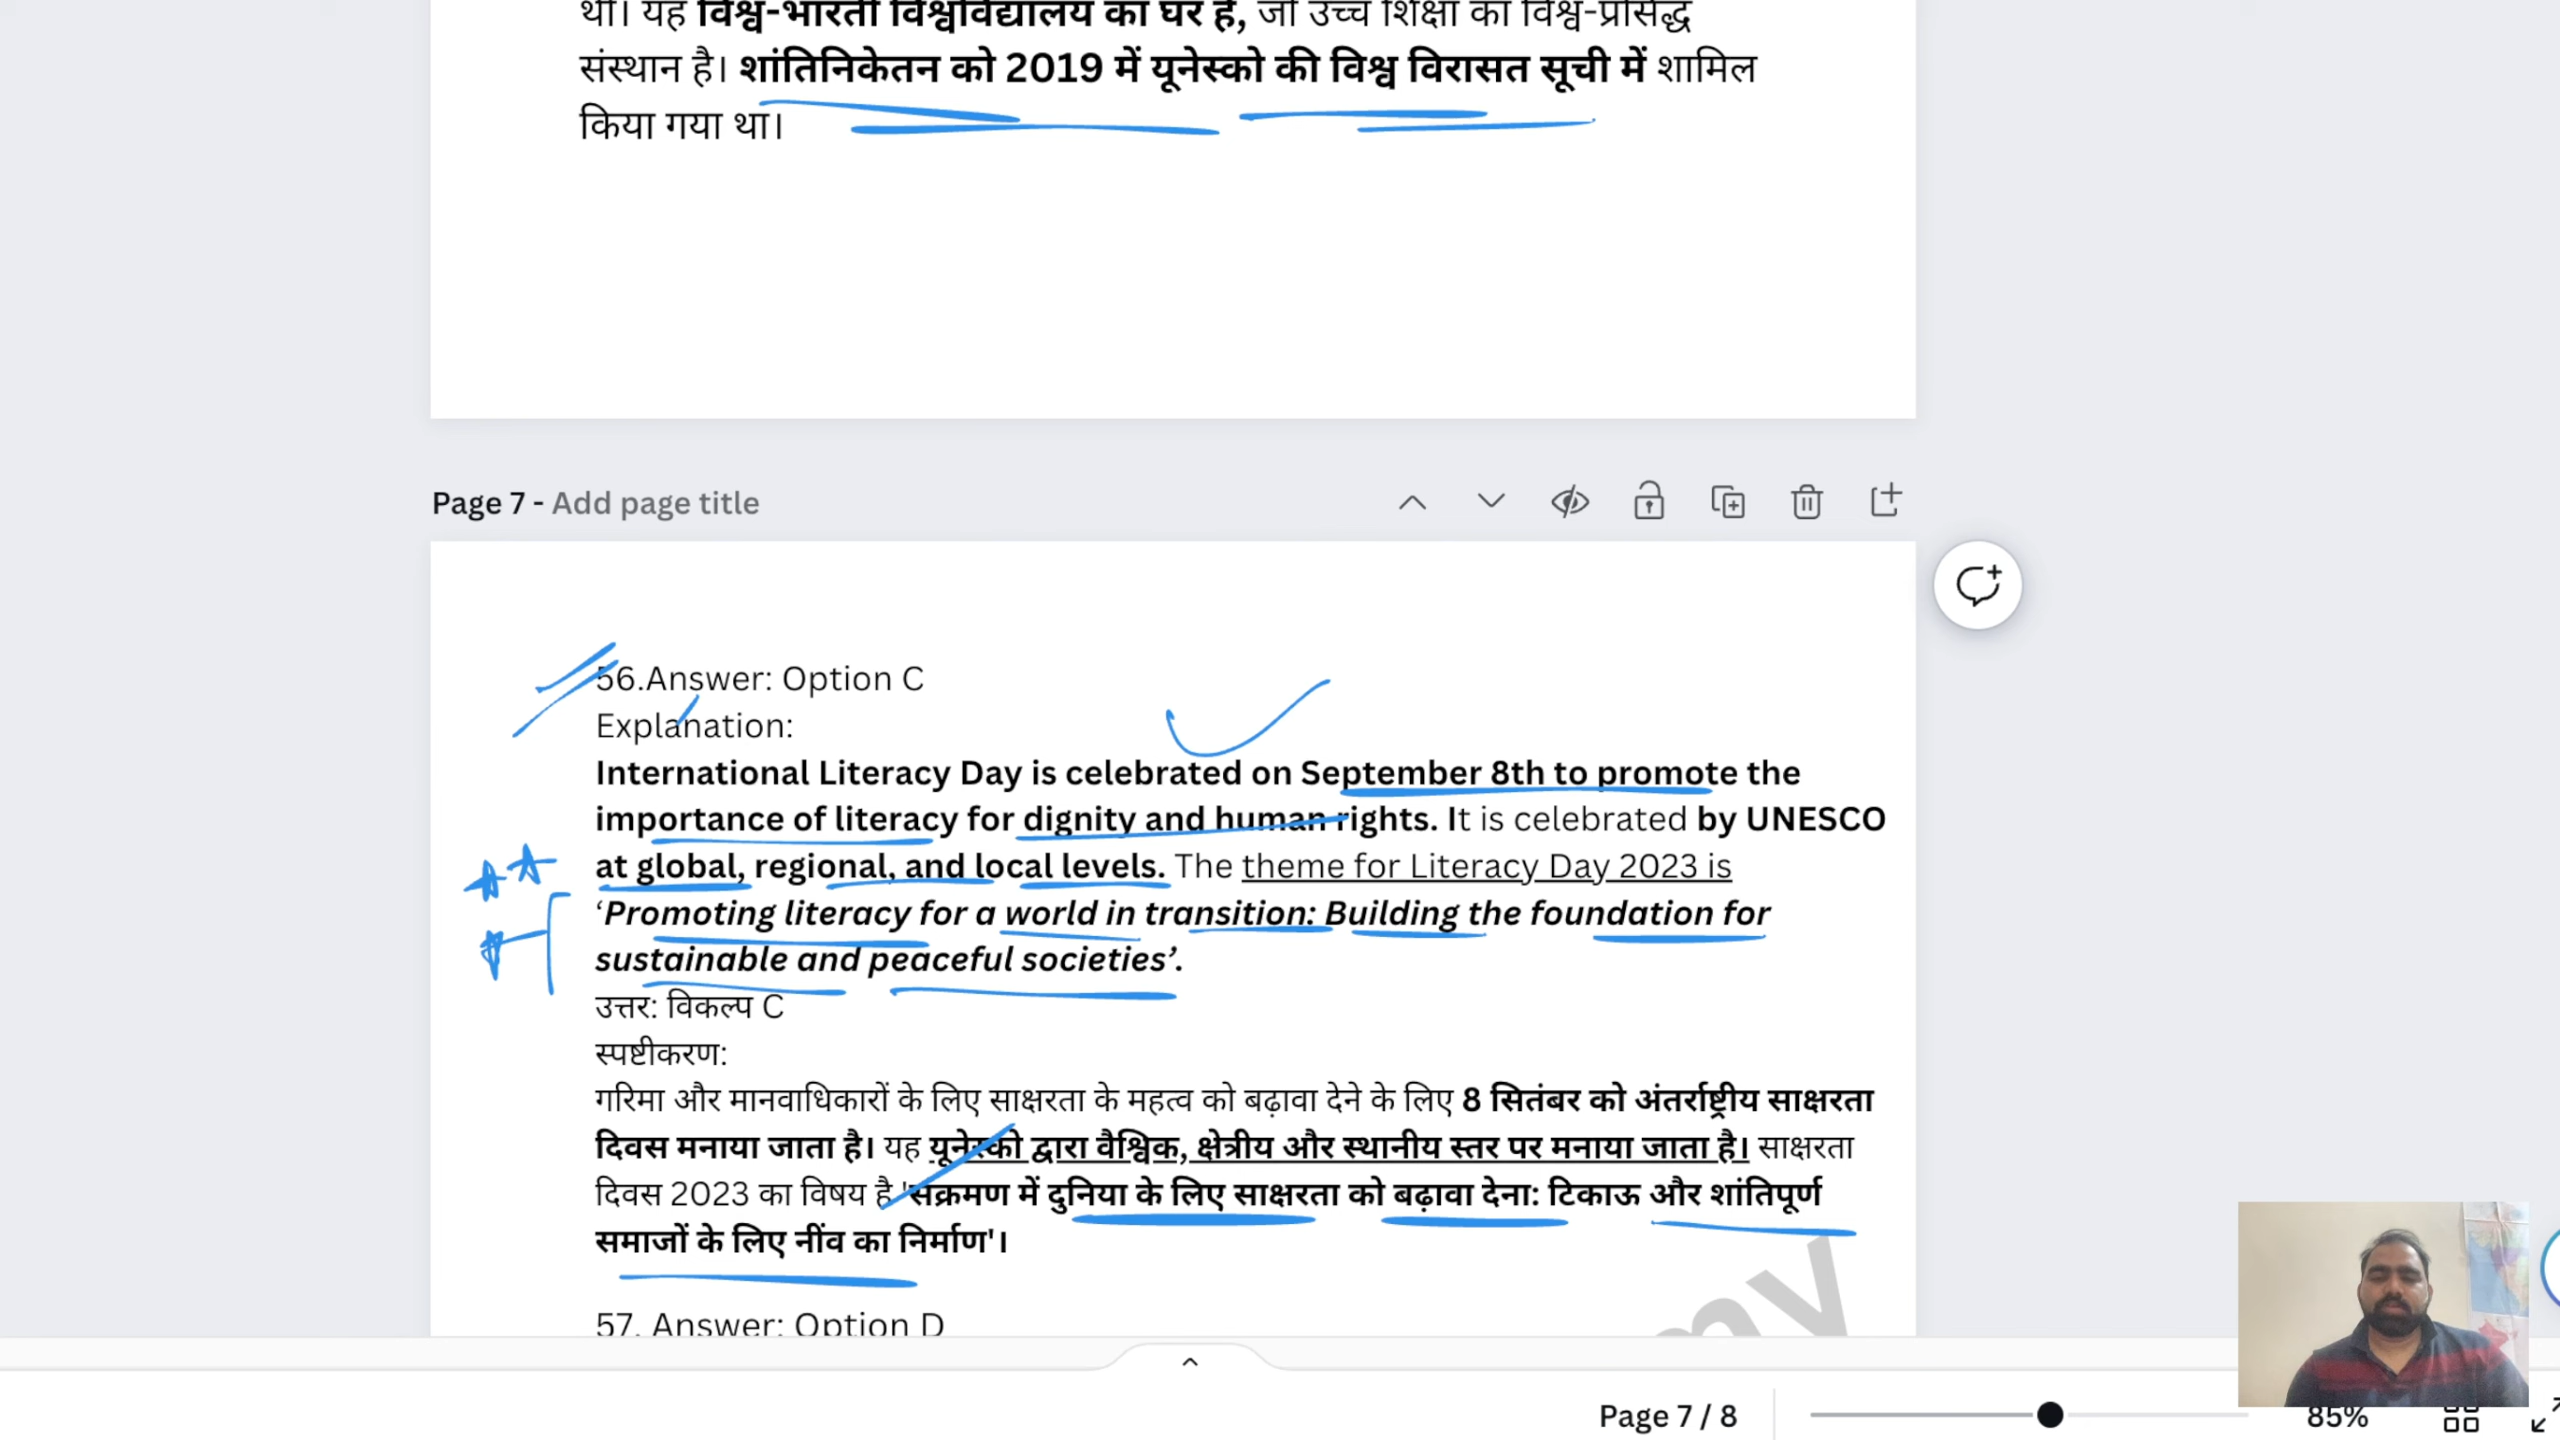 थी। यह विश्व-भारती विश्वविद्यालय का घर है, जो उच्च शिक्षा का विश्व-प्रसिद्ध
संस्थान है। शांतिनिकेतन को 2019 में यूनेस्को की विश्व विरासत सूची में शामिल
किया गया था।
Page 7 - Add page title
56.Answer: Option C
Explanation:
International Literacy Day is celebrated on September 8th to promote the
importance of literacy for dignity and human rights. It is celebrated by UNESCO
at global, regional, and local levels. The theme for Literacy Day 2023 is
‘Promoting literacy for a world in transition: Building the foundation for
sustainable and peaceful societies’.
उत्तर: विकल्प C
स्पष्टीकरण:
गरिमा और मानवाधिकारों के लिए साक्षरता के महत्व को बढ़ावा देने के लिए 8 सितंबर को अंतर्राष्ट्रीय साक्षरता
दिवस मनाया जाता है। यह यूनेस्को द्वारा वैश्विक, क्षेत्रीय और स्थानीय स्तर पर मनाया जाता है। साक्षरता
दिवस 2023 का विषय है 'संक्रमण में दुनिया के लिए साक्षरता को बढ़ावा देना: टिकाऊ और शांतिपूर्ण
समाजों के लिए नींव का निर्माण'।
57. Answer: Option D
my
Page 7 / 8
85%